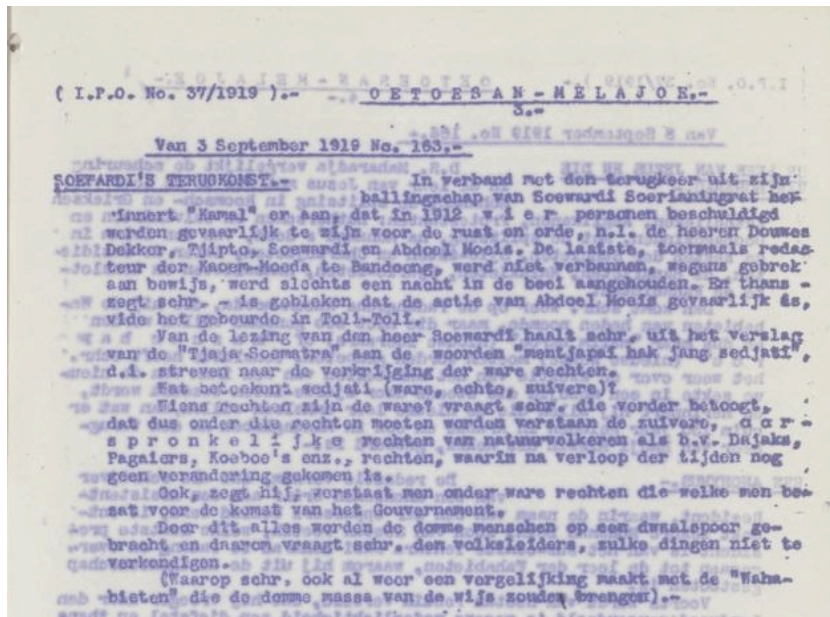 ( I.P.O. No. 37/1919 ).-  O E T O E S A N - M E L A J O E.-
3.-
Van 3 September 1919 No. 163.-
SOEWARDI'S TERUGKOMST.- In verband met den terugkeer uit zijn
ballingschap van Soewardi Soerianingrat her
innert "Kamal" er aan, dat in 1912 v i e r personen beschuldigd
werden gevaarlijk te zijn voor de rust en orde, n.l. de heeren Douwes
Dekker, Tjipto, Soewardi en Abdoel Moeis. De laatste, toenmaals redac
teur der Kaoem-Moeda te Bandoeng, werd niet verbannen, wegens gebrek
aan bewijs, werd slechts een nacht in de boei aangehouden. En thans -
zegt schr. - is gebleken dat de actie van Abdoel Moeis gevaarlijk is,
vide het gebeurde in Toli-Toli.
Van de lezing van den heer Soewardi haalt schr. uit het verslag
van de "Tjaja-Soematra" aan de woorden "mentjapai hak jang sedjati",
d.i. streven naar de verkrijging der ware rechten.
Wat beteekent sedjati (ware, echte, zuivere)?
Wiens rechten zijn de ware? vraagt schr. die verder betoogt,
dat dus onder die rechten moeten worden verstaan de zuivere, o o r -
s p r o n k e l i j k e rechten van natuurvolkeren als b.v. Dajaks,
Pagaiers, Koeboe's enz., rechten, waarin na verloop der tijden nog
geen verandering gekomen is.
Ook, zegt hij, verstaat men onder ware rechten die welke men be-
zat voor de komst van het Gouvernement.
Door dit alles worden de domme menschen op een dwaalspoor ge-
bracht en daarom vraagt schr. den volksleiders, zulke dingen niet te
verkondigen.
(Waarop schr. ook al weer een vergelijking maakt met de "Waha-
bieten" die de domme massa van de wijs zouden brengen).-